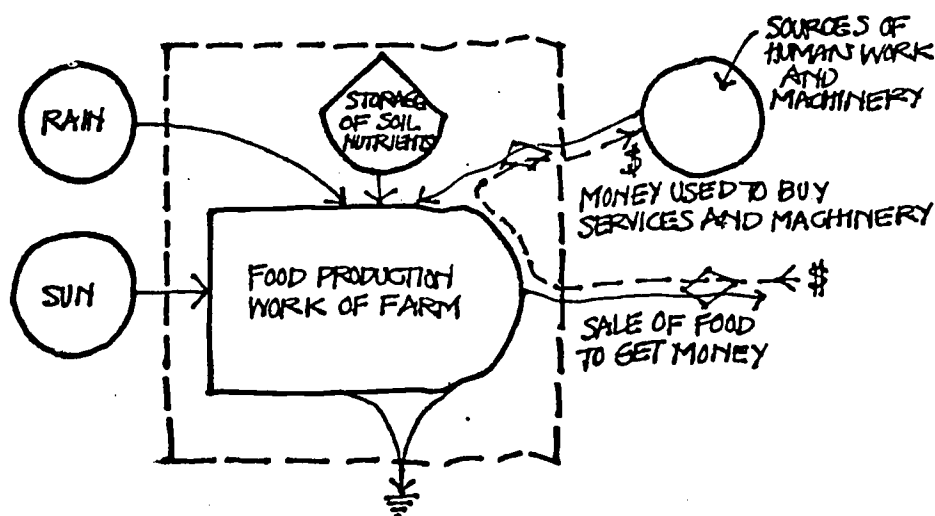 SOURCES OF
HUMAN WORK
AND
MACHINERY
RAIN
STORAGE
OF SOIL
NUTRIENTS
$
MONEY USED TO BUY
SERVICES AND MACHINERY
SUN
FOOD PRODUCTION
WORK OF FARM
$
SALE OF FOOD
TO GET MONEY